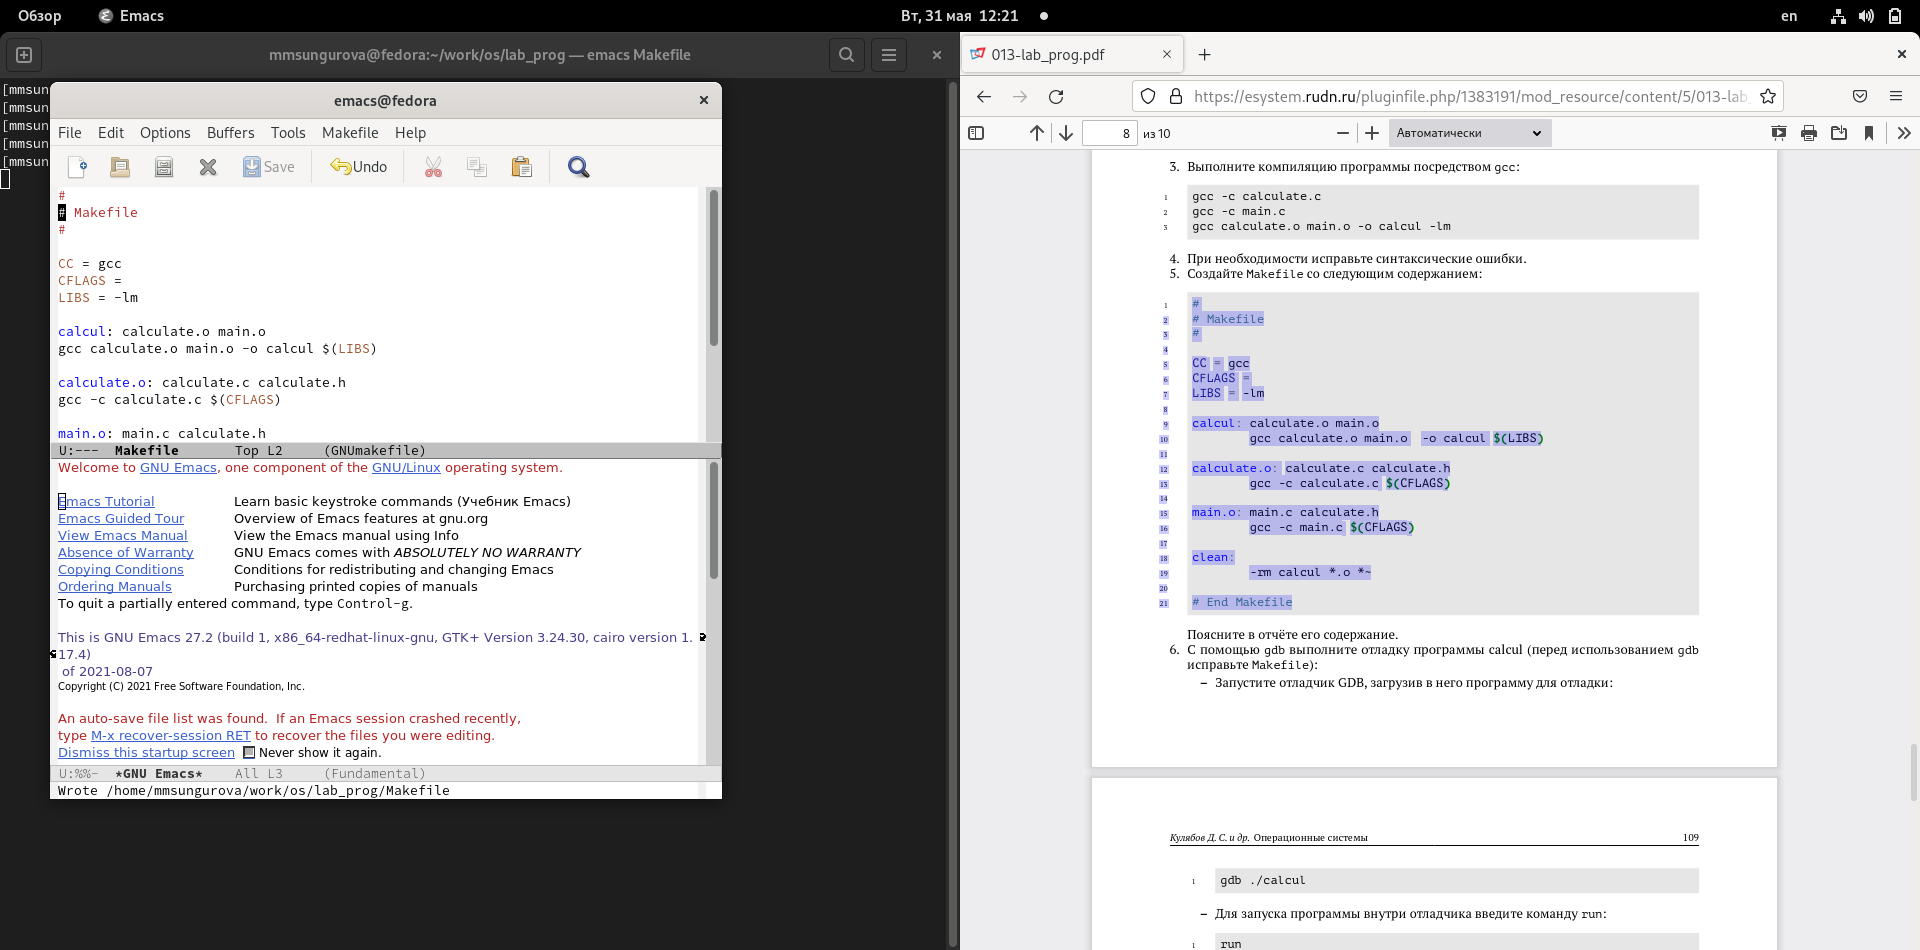 Обзор
Emacs
Вт, 31 мая 12:21
en
mmsungurova@fedora:~/work/os/lab_prog — emacs Makefile
[mmsun
[mmsun
[mmsun
[mmsun
[mmsun
emacs@fedora
File Edit Options Buffers Tools Makefile Help
Save
Undo
#
# Makefile
#
CC = gcc
CFLAGS =
LIBS = -lm
calcul: calculate.o main.o
gcc calculate.o main.o -o calcul $(LIBS)
calculate.o: calculate.c calculate.h
gcc -c calculate.c $(CFLAGS)
main.o: main.c calculate.h
U:--- Makefile Top L2 (GNUmakefile)
Welcome to GNU Emacs, one component of the GNU/Linux operating system.
Emacs Tutorial Learn basic keystroke commands (Учебник Emacs)
Emacs Guided Tour Overview of Emacs features at gnu.org
View Emacs Manual View the Emacs manual using Info
Absence of Warranty GNU Emacs comes with ABSOLUTELY NO WARRANTY
Copying Conditions Conditions for redistributing and changing Emacs
Ordering Manuals Purchasing printed copies of manuals
To quit a partially entered command, type Control-g.
This is GNU Emacs 27.2 (build 1, x86_64-redhat-linux-gnu, GTK+ Version 3.24.30, cairo version 1.
17.4)
of 2021-08-07
Copyright (C) 2021 Free Software Foundation, Inc.
An auto-save file list was found. If an Emacs session crashed recently,
type M-x recover-session RET to recover the files you were editing.
Dismiss this startup screen Never show it again.
U:%%- *GNU Emacs* All L3 (Fundamental)
Wrote /home/mmsungurova/work/os/lab_prog/Makefile
013-lab_prog.pdf
https://esystem.rudn.ru/pluginfile.php/1383191/mod_resource/content/5/013-lab_
8 из 10
Автоматически
3. Выполните компиляцию программы посредством gcc:
1 gcc -c calculate.c
2 gcc -c main.c
3 gcc calculate.o main.o -o calcul -lm
4. При необходимости исправьте синтаксические ошибки.
5. Создайте Makefile со следующим содержанием:
1 #
2 # Makefile
3 #
4
5 CC = gcc
6 CFLAGS =
7 LIBS = -lm
8
9 calcul: calculate.o main.o
10 gcc calculate.o main.o -o calcul $(LIBS)
11
12 calculate.o: calculate.c calculate.h
13 gcc -c calculate.c $(CFLAGS)
14
15 main.o: main.c calculate.h
16 gcc -c main.c $(CFLAGS)
17
18 clean:
19 -rm calcul *.o *~
20
21 # End Makefile
Поясните в отчёте его содержание.
6. С помощью gdb выполните отладку программы calcul (перед использованием gdb
исправьте Makefile):
– Запустите отладчик GDB, загрузив в него программу для отладки:
Кулябов Д. С. и др. Операционные системы 109
1 gdb ./calcul
– Для запуска программы внутри отладчика введите команду run:
1 run